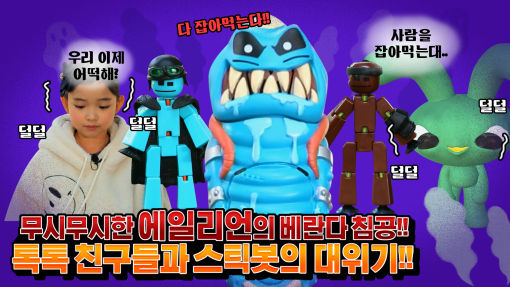 다 잡아먹는다!!
우리 이제
어떡해?
사람을
잡아먹는대..
덜덜
덜덜
덜덜
덜덜
무시무시한 에일리언의 베란다 침공!!
톡톡 친구들과 스틱봇의 대위기!!